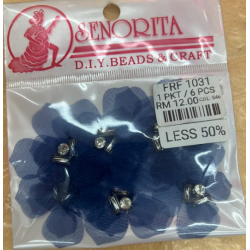 SENORITA
D.I.Y. BEADS & CRAFT
FRF 1031
1 PKT / 6 PCS
RM 12.00
LESS 50%